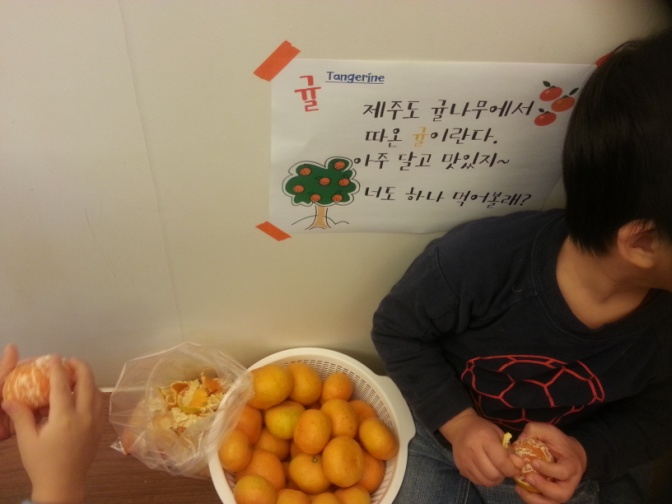 귤 Tangerine
제주도 귤나무에서
따온 귤이란다.
아주 달고 맛있지~
너도 하나 먹어볼래?